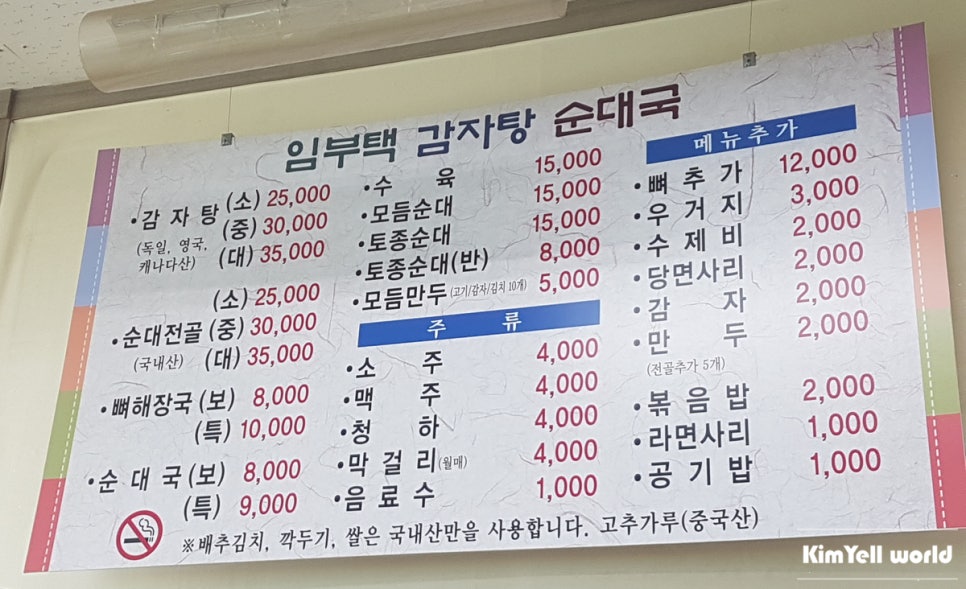 임부택 감자탕 순대국
• 감 자 탕 (소) 25,000
(중) 30,000
(독일, 영국, 캐나다산) (대) 35,000
(소) 25,000
• 순대전골 (중) 30,000
(국내산) (대) 35,000
• 뼈해장국 (보) 8,000
(특) 10,000
• 순 대 국 (보) 8,000
(특) 9,000
• 수 육 15,000
• 모듬순대 15,000
• 토종순대 15,000
• 토종순대(반) 8,000
• 모듬만두 (고기/감자/김치 10개) 5,000
주 류
• 소 주 4,000
• 맥 주 4,000
• 청 하 4,000
• 막 걸 리 (월매) 4,000
• 음 료 수 1,000
메뉴추가
• 뼈 추 가 12,000
• 우 거 지 3,000
• 수 제 비 2,000
• 당면사리 2,000
• 감 자 2,000
• 만 두 2,000
(전골추가 5개)
• 볶 음 밥 2,000
• 라면사리 1,000
• 공 기 밥 1,000
※배추김치, 깍두기, 쌀은 국내산만을 사용합니다. 고추가루(중국산)
KimYell world